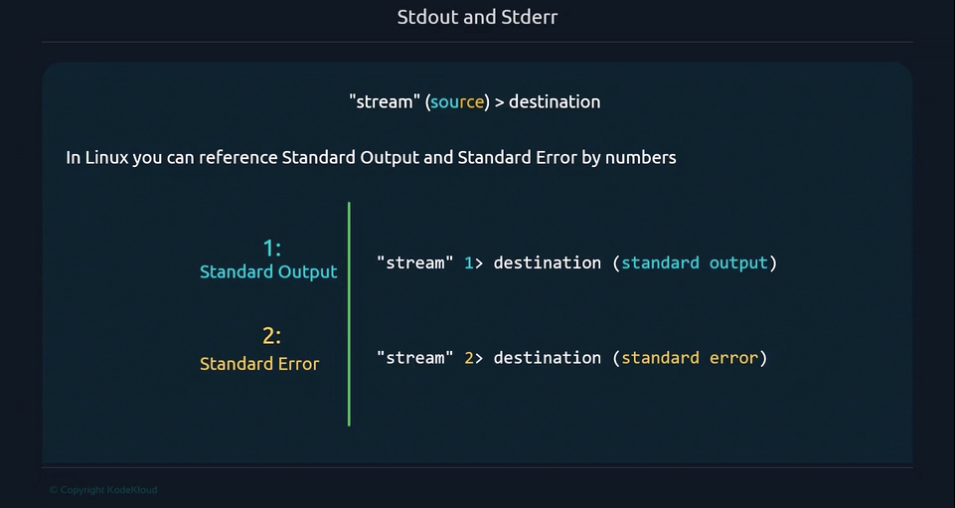 Stdout and Stderr
"stream" (source) > destination
In Linux you can reference Standard Output and Standard Error by numbers
1:
Standard Output
"stream" 1> destination (standard output)
2:
Standard Error
"stream" 2> destination (standard error)
© Copyright KodeKloud